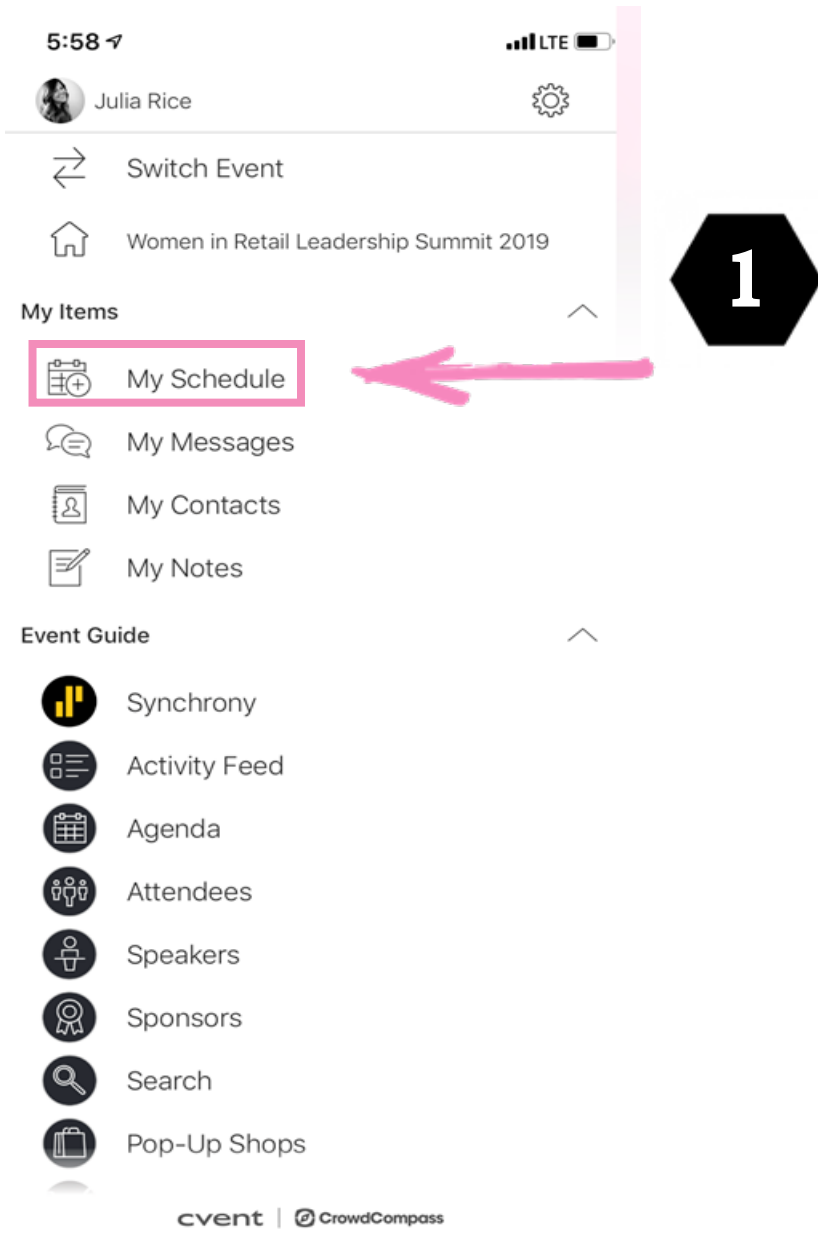 5:58 LTE
Julia Rice
Switch Event
Women in Retail Leadership Summit 2019
1
My Items
My Schedule
My Messages
My Contacts
My Notes
Event Guide
Synchrony
Activity Feed
Agenda
Attendees
Speakers
Sponsors
Search
Pop-Up Shops
cvent | CrowdCompass